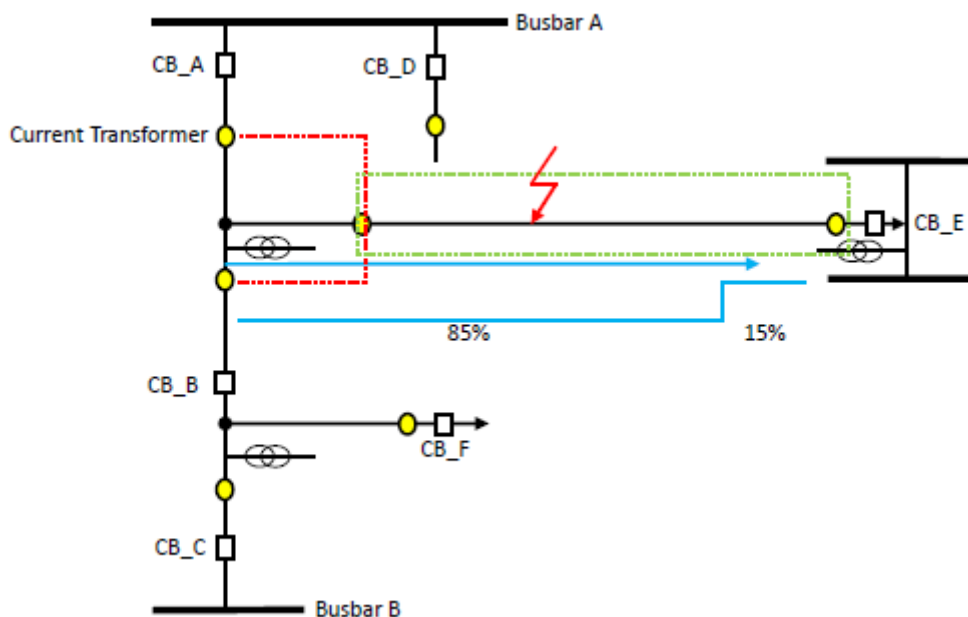 Busbar A
CB_A
CB_D
Current Transformer
CB_E
85%
15%
CB_B
CB_F
CB_C
Busbar B